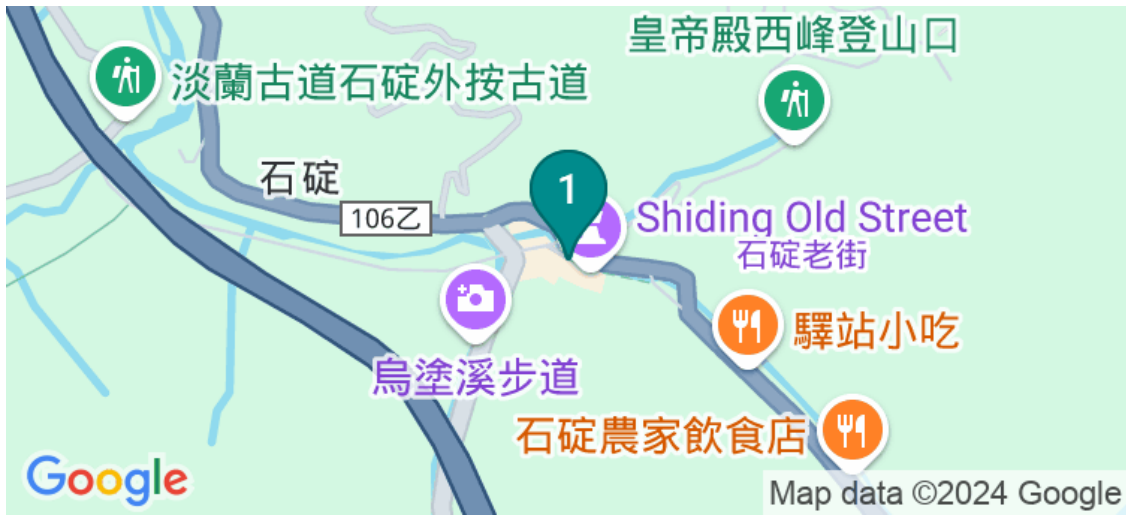 皇帝殿西峰登山口
淡蘭古道石碇外按古道
石碇
106乙
1
Shiding Old Street
石碇老街
驛站小吃
烏塗溪步道
石碇農家飲食店
Google
Map data ©2024 Google